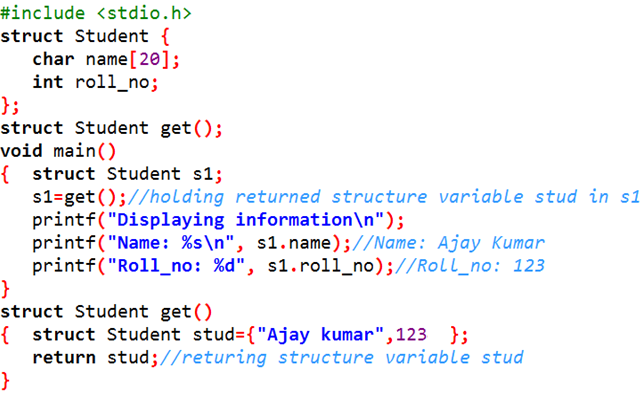 #include <stdio.h>
struct Student {
   char name[20];
   int roll_no;
};
struct Student get();
void main()
{  struct Student s1;
   s1=get();//holding returned structure variable stud in s1
   printf("Displaying information\n");
   printf("Name: %s\n", s1.name);//Name: Ajay Kumar
   printf("Roll_no: %d", s1.roll_no);//Roll_no: 123
}
struct Student get()
{  struct Student stud={"Ajay kumar",123  };
   return stud;//returing structure variable stud
}